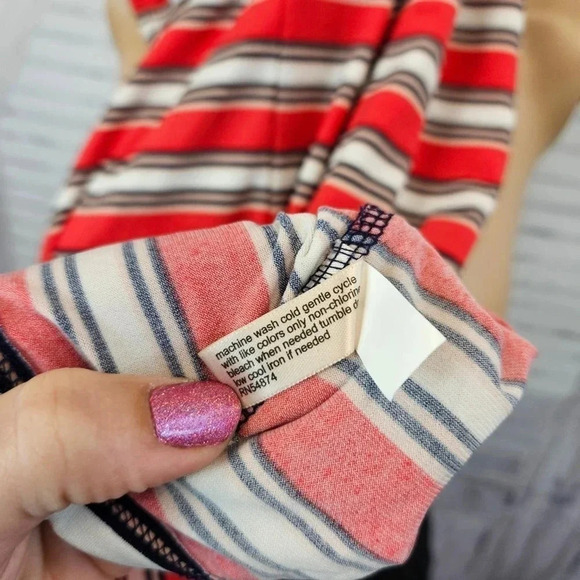 machine wash cold gentle cycle
with like colors only non-chlorine
bleach when needed tumble dry
low cool iron if needed
RN54874